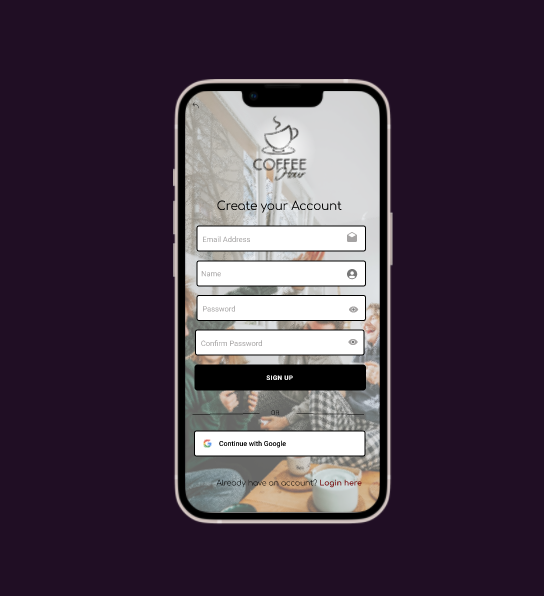 COFFEE
Hour
Create your Account
Email Address
Name
Password
Confirm Password
SIGN UP
OR
Continue with Google
Already have an account? Login here